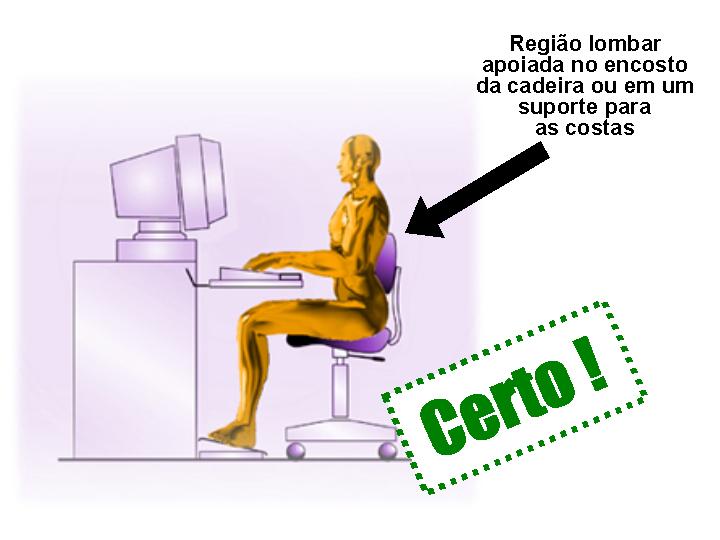 Região lombar
apoiada no encosto
da cadeira ou em um
suporte para
as costas
Certo !